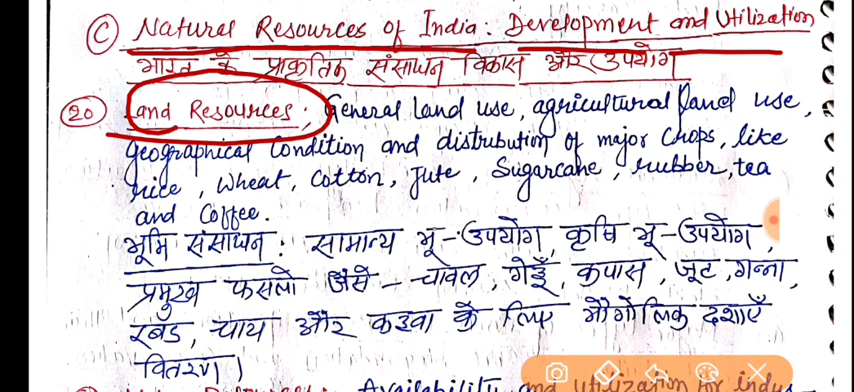 (C) Natural Resources of India: Development and Utilization
भारत के प्राकृतिक संसाधन विकास और उपयोग
(20) Land Resources; General land use, agricultural land use,
geographical Condition and distribution of major Crops, like
rice, Wheat, Cotton, Jute, Sugarcane, rubber, tea
and Coffee.
भूमि संसाधन: सामान्य भू-उपयोग, कृषि भू-उपयोग,
प्रमुख फसलो जैसे - चावल, गेहूँ, कपास, जूट, गन्ना,
रबड, चाय और कहवा के लिए भौगोलिक दशाएँ
वितरण)
Availability and utilization for indus